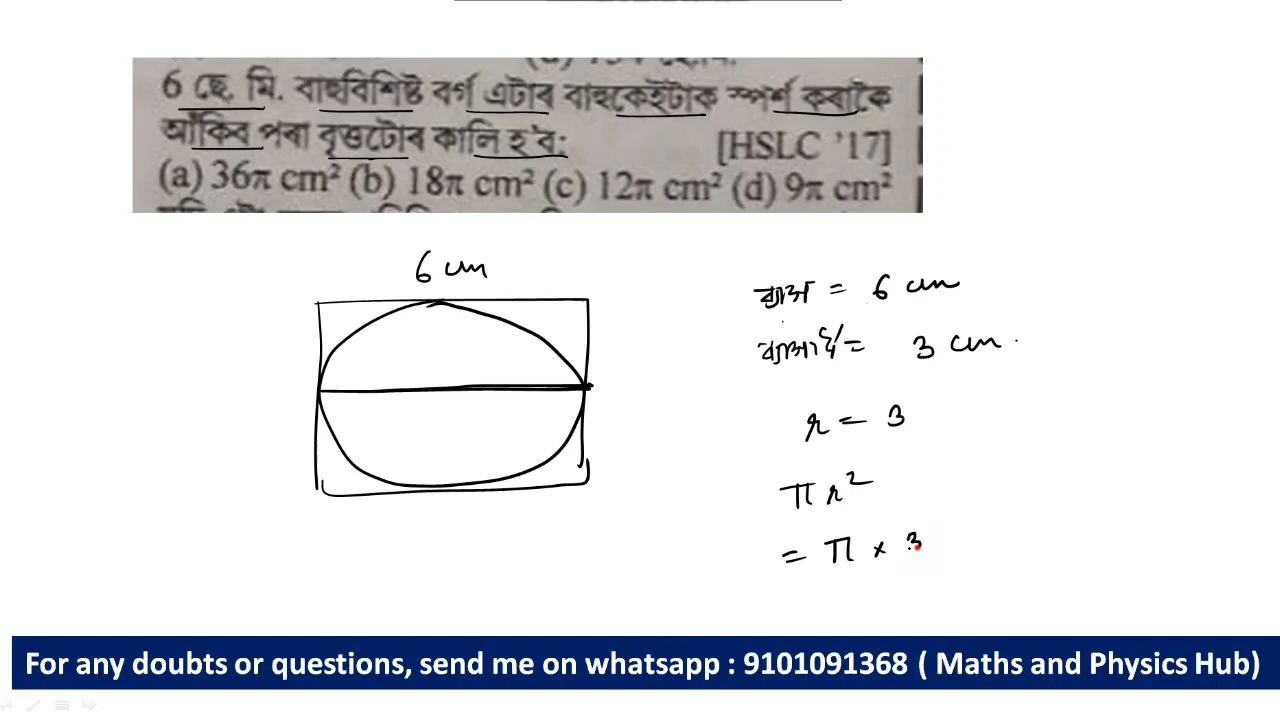 6 ছে. মি. বাহুবিশিষ্ট বৰ্গ এটাৰ বাহুকেইটাক স্পৰ্শ কৰাকৈ
আঁকিব পৰা বৃত্তটোৰ কালি হ'ব: [HSLC '17]
(a) 36π cm² (b) 18π cm² (c) 12π cm² (d) 9π cm²
6 cm
ব্যাস = 6 cm
ব্যাসাৰ্দ্ধ = 3 cm.
r = 3
πr²
= π × 3
For any doubts or questions, send me on whatsapp : 9101091368 ( Maths and Physics Hub)